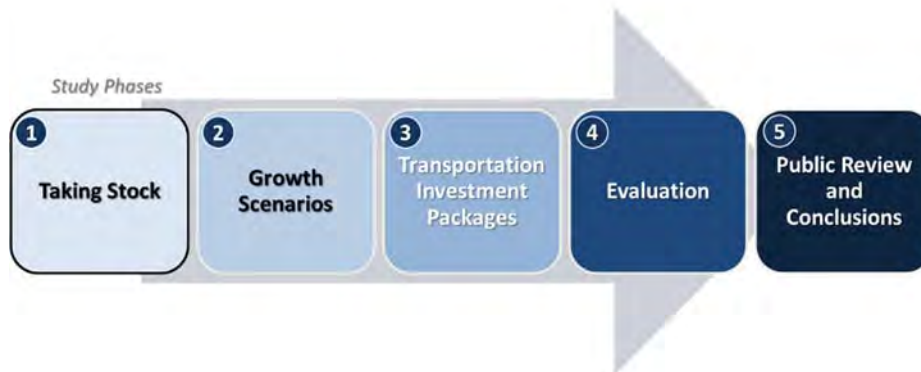 Study Phases
1
Taking Stock
2
Growth
Scenarios
3
Transportation
Investment
Packages
4
Evaluation
5
Public Review
and
Conclusions